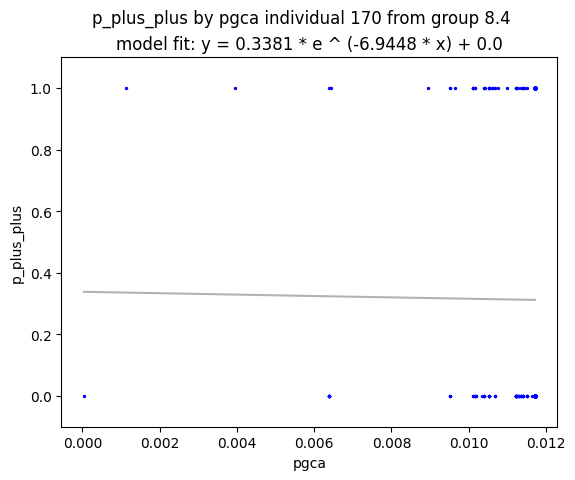 p_plus_plus by pgca individual 170 from group 8.4
model fit: y = 0.3381 * e ^ (-6.9448 * x) + 0.0
1.0
0.8
0.6
0.4
0.2
0.0
p_plus_plus
0.000 0.002 0.004 0.006 0.008 0.010 0.012
pgca